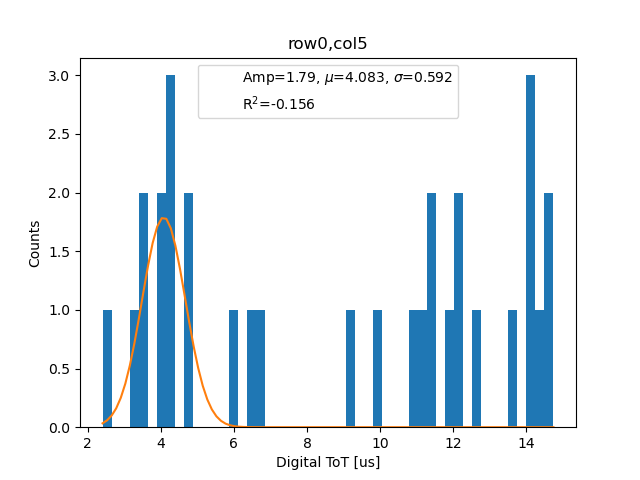 row0,col5
Amp=1.79, μ=4.083, σ=0.592
R²=-0.156
3.0
2.5
2.0
1.5
1.0
0.5
0.0
Counts
2 4 6 8 10 12 14
Digital ToT [us]